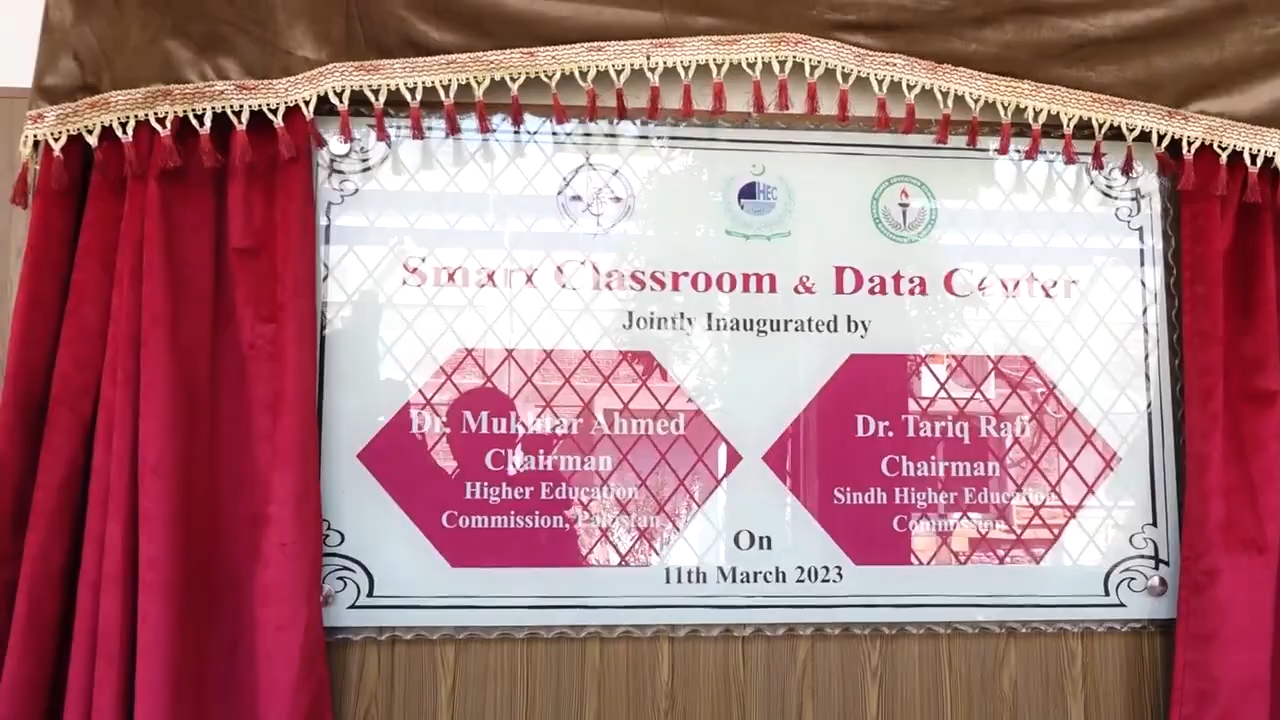 HEC
Smart Classroom & Data Center
Jointly Inaugurated by
Dr. Mukhtar Ahmed
Chairman
Higher Education
Commission, Pakistan
Dr. Tariq Rafi
Chairman
Sindh Higher Education
Commission
On
11th March 2023